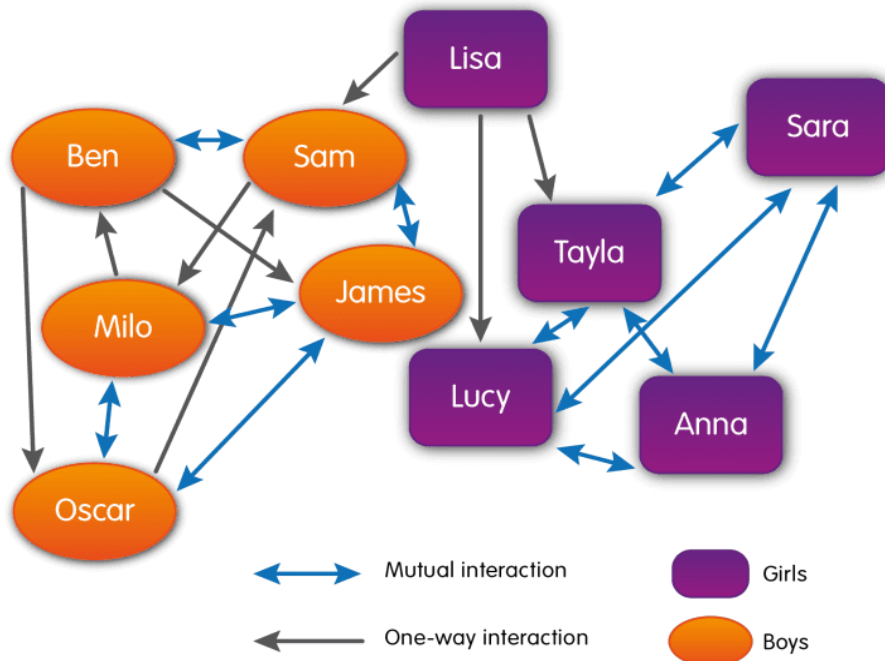 Lisa
Sara
Ben
Sam
Tayla
James
Milo
Lucy
Anna
Oscar
Mutual interaction
Girls
One-way interaction
Boys